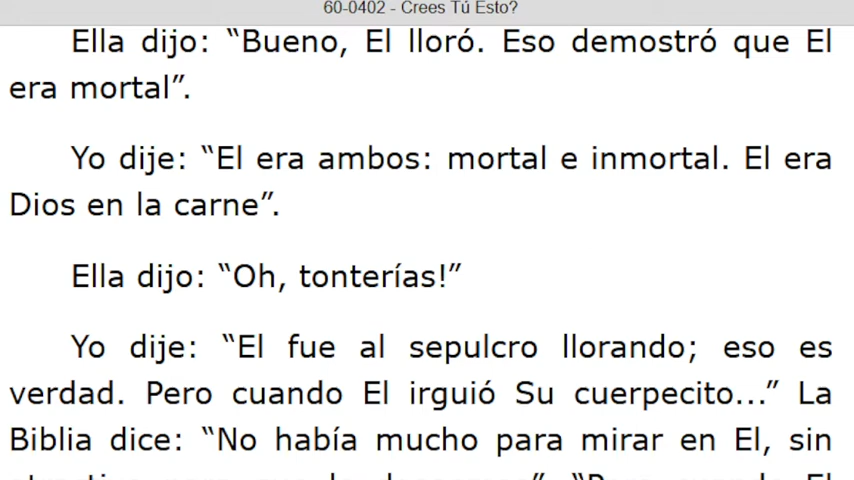 60-0402 - Crees Tú Esto?
Ella dijo: “Bueno, El lloró. Eso demostró que El
era mortal”.
Yo dije: “El era ambos: mortal e inmortal. El era
Dios en la carne”.
Ella dijo: “Oh, tonterías!”
Yo dije: “El fue al sepulcro llorando; eso es
verdad. Pero cuando El irguió Su cuerpecito...” La
Biblia dice: “No había mucho para mirar en El, sin